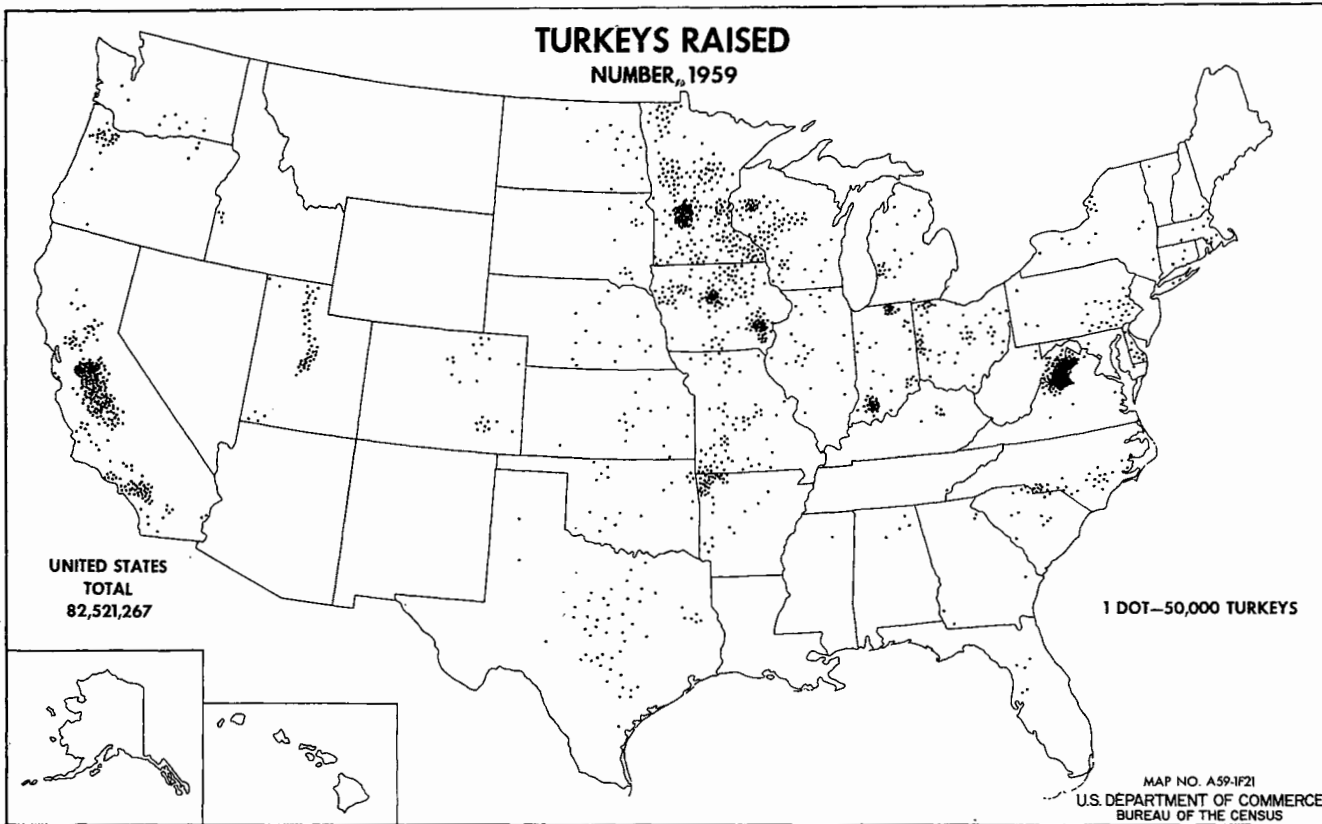 TURKEYS RAISED
NUMBER, 1959
UNITED STATES
TOTAL
82,521,267
1 DOT—50,000 TURKEYS
MAP NO. A59-1F21
U.S. DEPARTMENT OF COMMERCE
BUREAU OF THE CENSUS